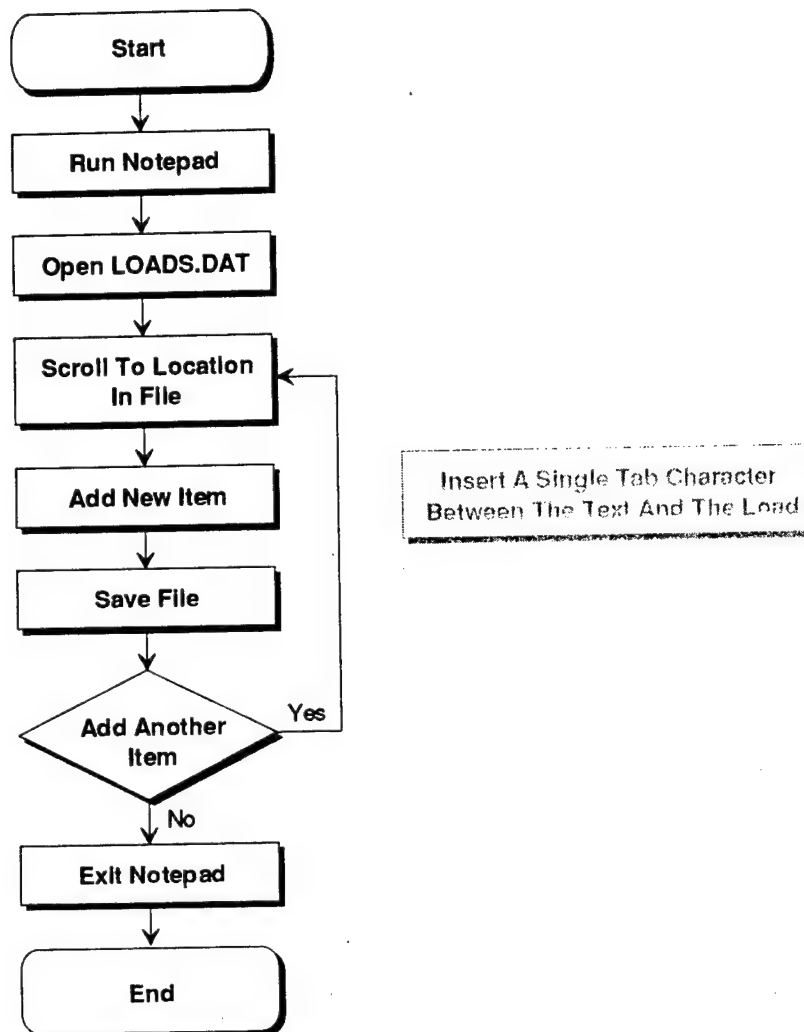 Start
Run Notepad
Open LOADS.DAT
Scroll To Location
In File
Add New Item
Insert A Single Tab Character
Between The Text And The Load
Save File
Add Another
Item
Yes
No
Exit Notepad
End